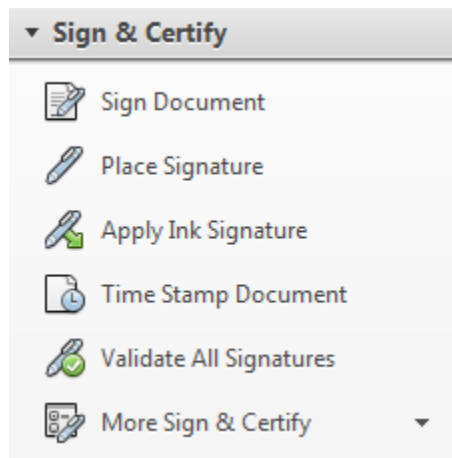 Sign & Certify
Sign Document
Place Signature
Apply Ink Signature
Time Stamp Document
Validate All Signatures
More Sign & Certify